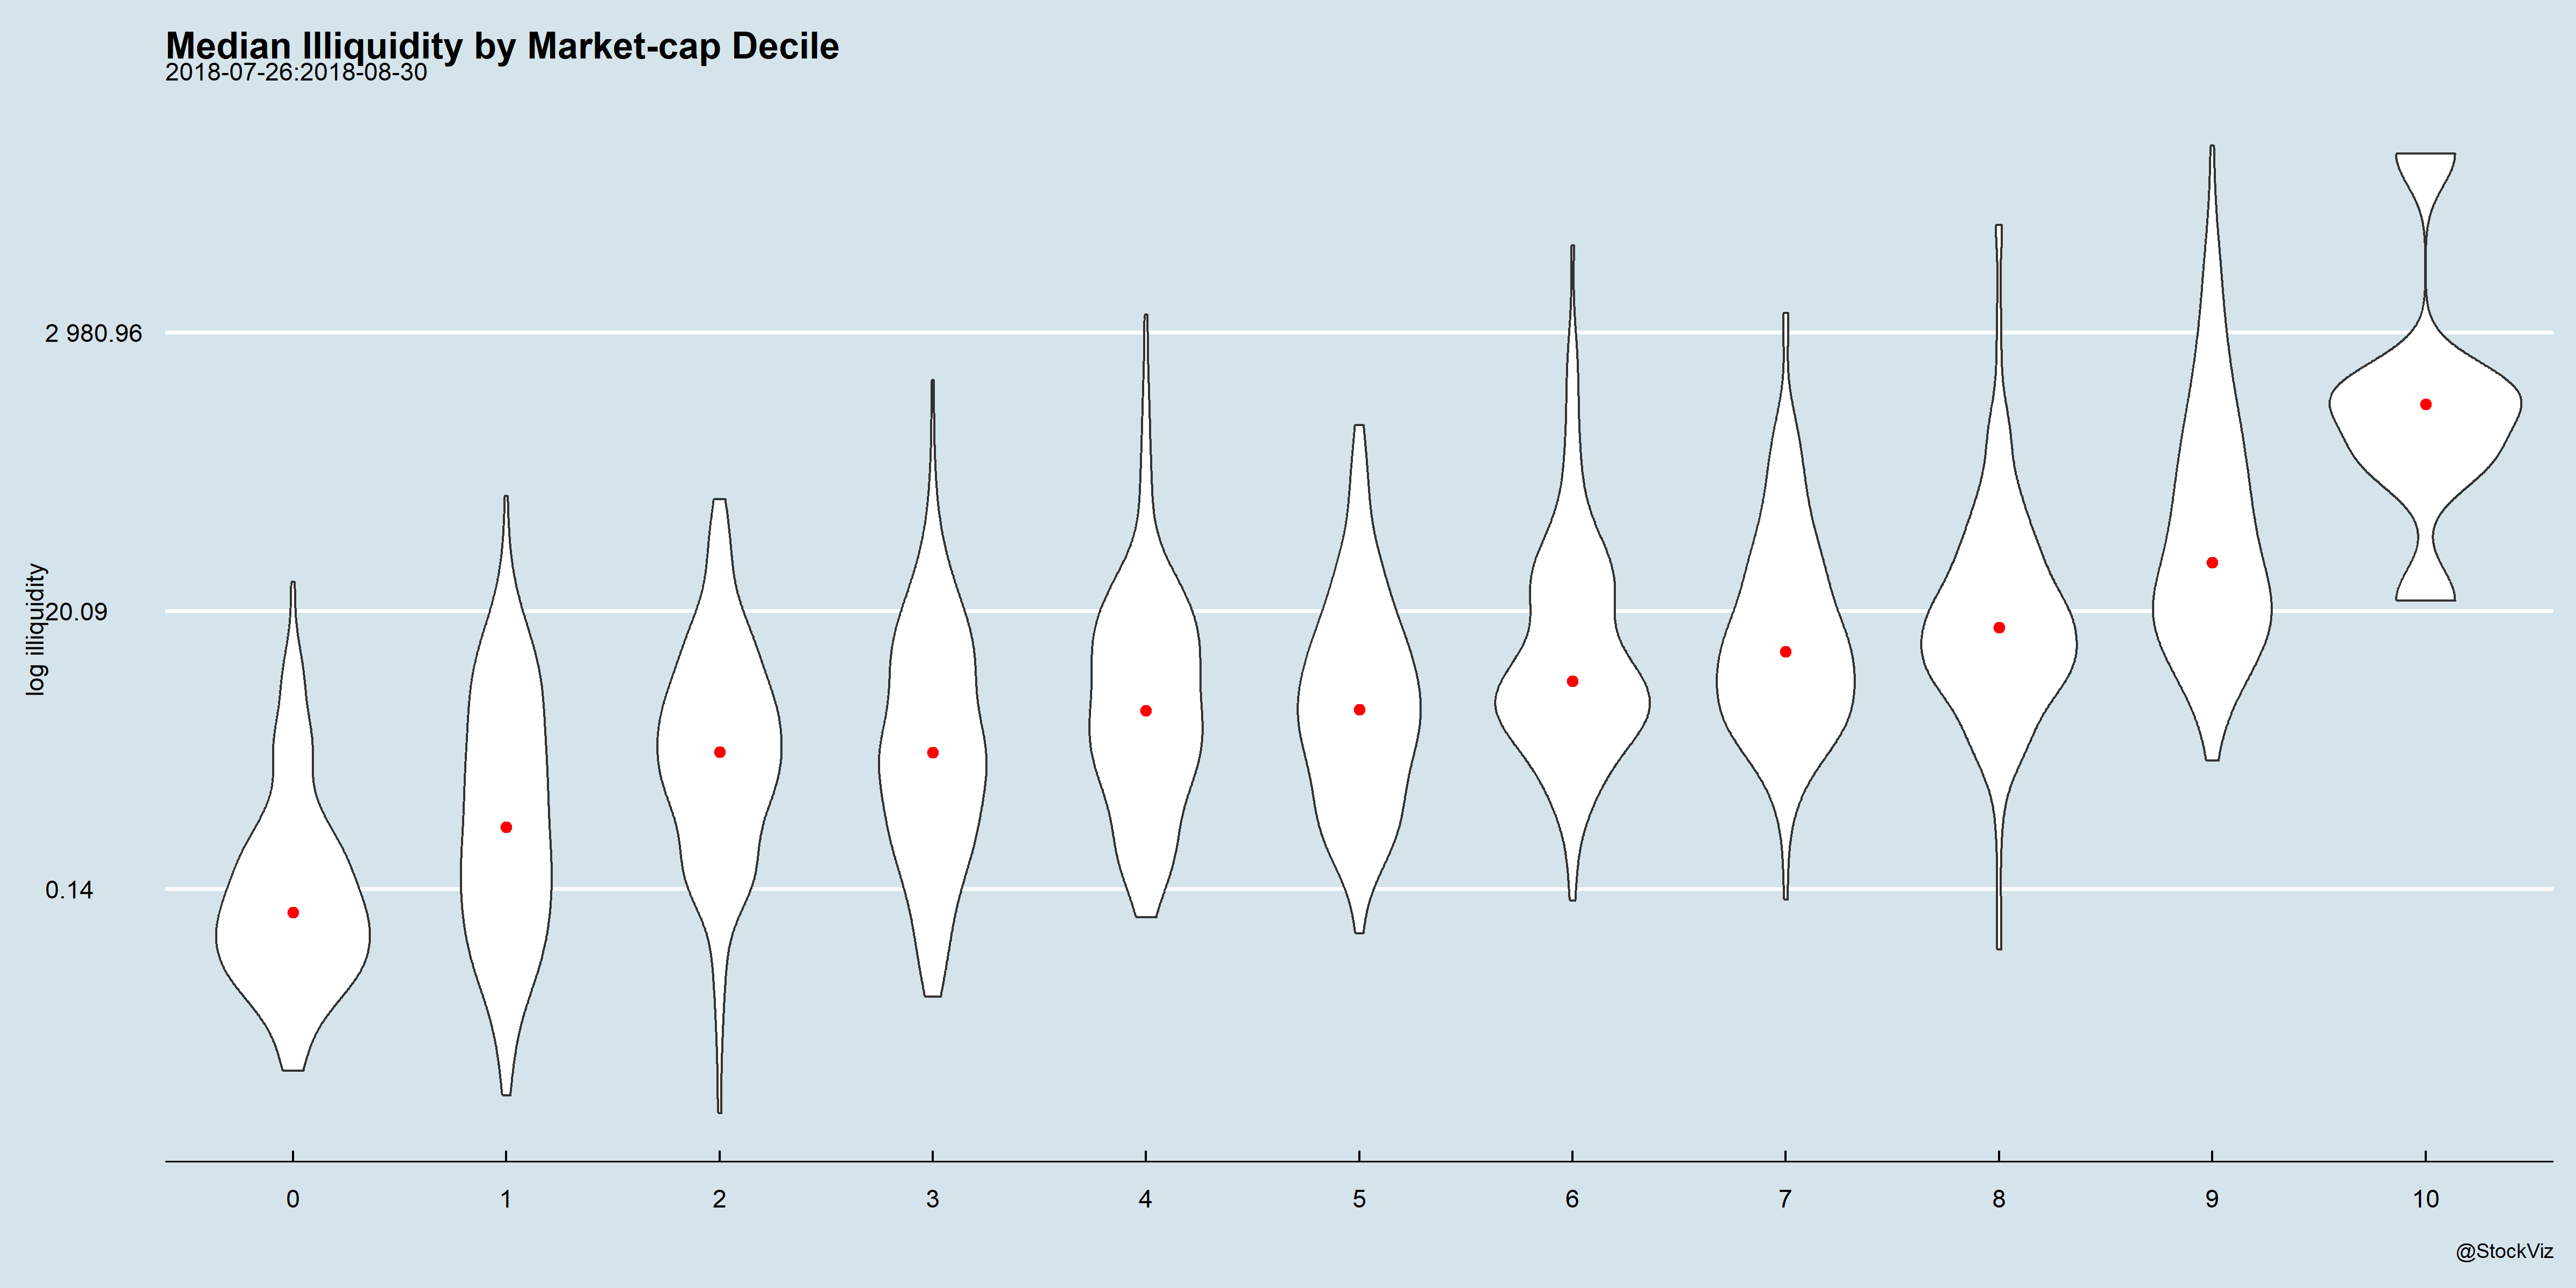 Median Illiquidity by Market-cap Decile
2018-07-26:2018-08-30
2 980.96
20.09
0.14
log illiquidity
0 1 2 3 4 5 6 7 8 9 10
@StockViz